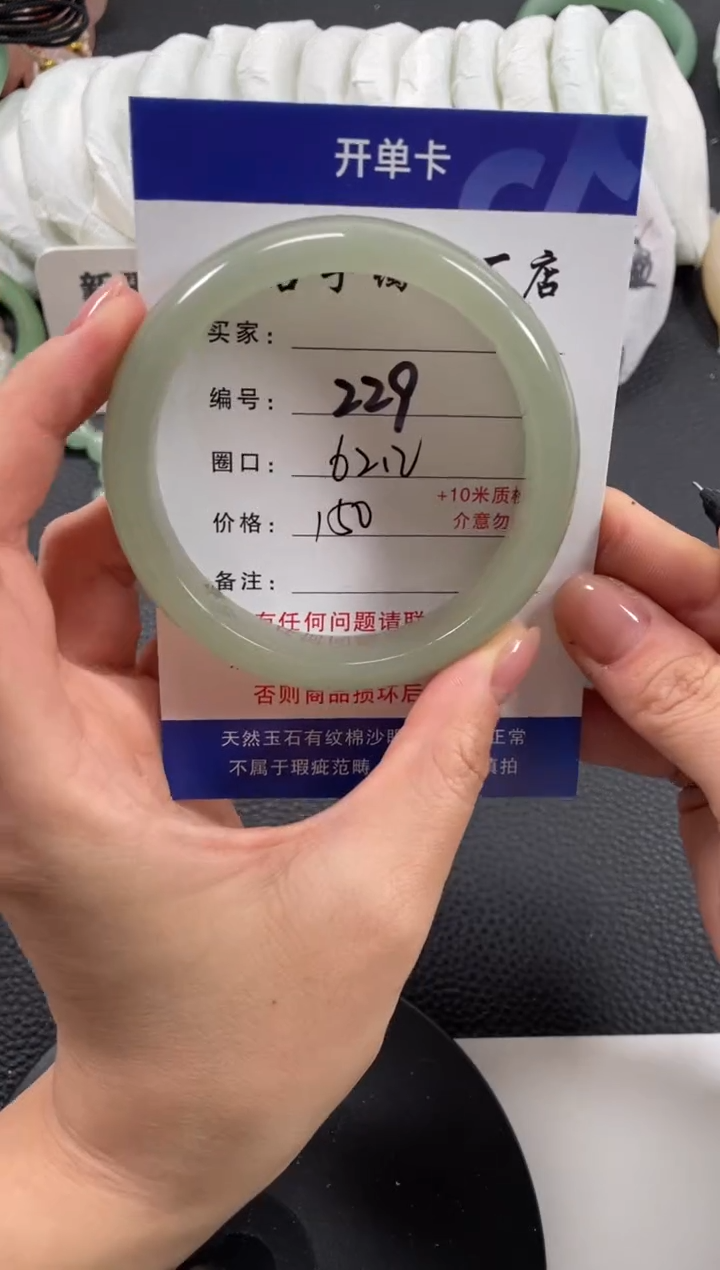 开单卡
店
买家：
编号： 229
圈口： 62.2
+10米质
价格： 150
介意勿
备注：
有任何问题请联
否则商品损坏后
天然玉石有纹棉沙 正常
不属于瑕疵范畴 慎拍
新